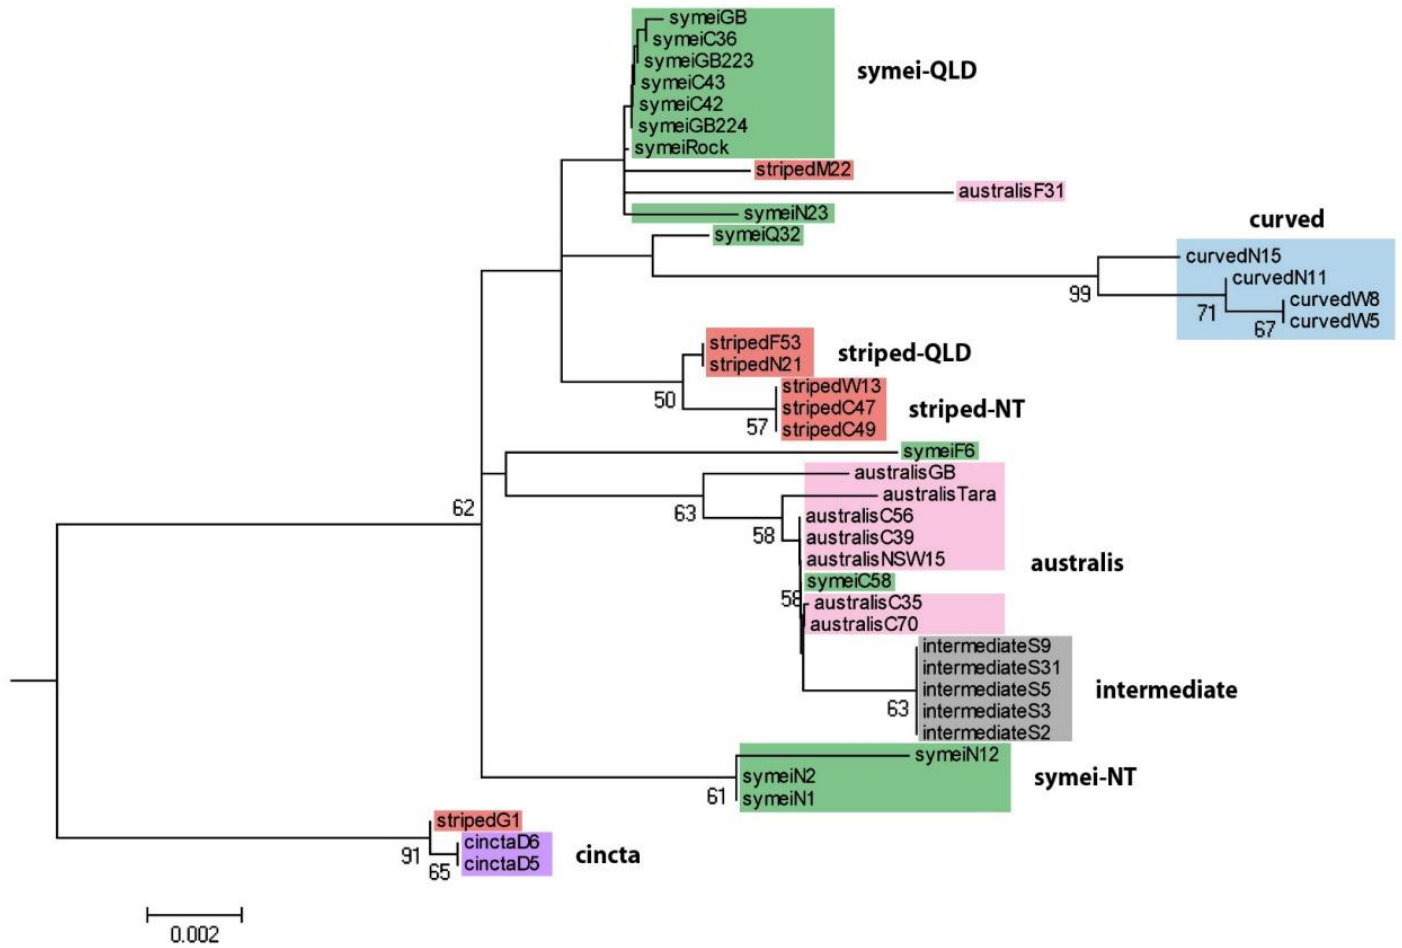 symeiGB
symeiC36
symeiGB223
symei-QLD
symeiC43
symeiC42
symeiGB224
symeiRock
stripedM22
australisF31
symeiN23
curved
symeiQ32
curvedN15
curvedN11
99
curvedW8
71
curvedW5
67
stripedF53
striped-QLD
stripedN21
stripedW13
50
stripedC47
striped-NT
57
stripedC49
symeiF6
australisGB
australisTara
62
63
australisC56
58
australisC39
australisNSW15
australis
symeiC58
58
australisC35
australisC70
intermediateS9
intermediateS31
intermediateS5
intermediate
63
intermediateS3
intermediateS2
symeiN12
symeiN2
symei-NT
61
symeiN1
stripedG1
cinctaD6
91
cincta
65
cinctaD5
0.002